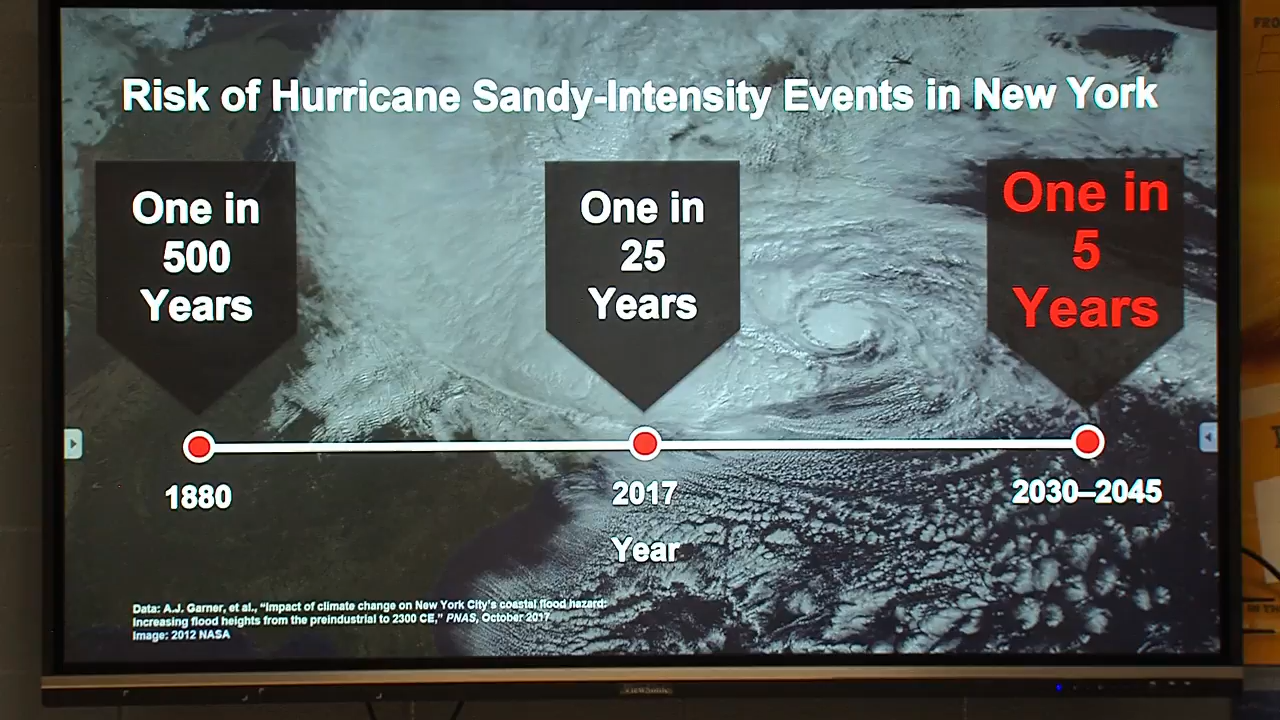 Risk of Hurricane Sandy-Intensity Events in New York
One in
500
Years
One in
25
Years
One in
5
Years
1880
2017
2030–2045
Year
Data: A.J. Garner, et al., “Impact of climate change on New York City’s coastal flood hazard:
Increasing flood heights from the preindustrial to 2300 CE,” PNAS, October 2017
Image: 2012 NASA
ViewSonic